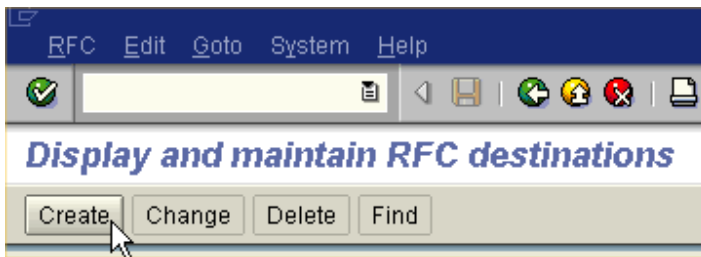 RFC Edit Goto System Help
Display and maintain RFC destinations
Create Change Delete Find